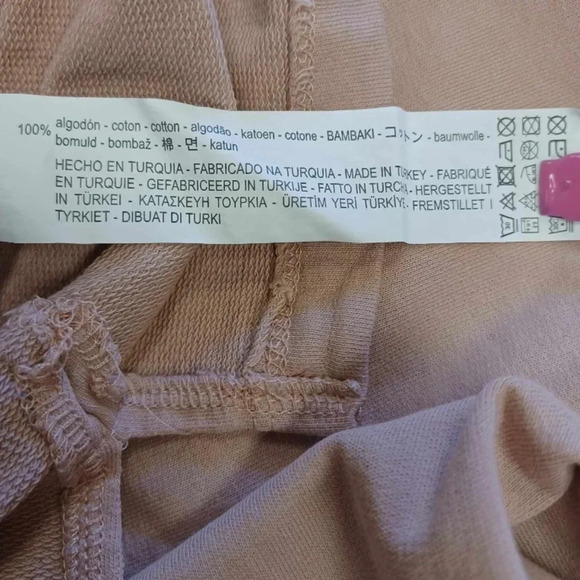 100% algodón - coton - cotton - algodão - katoen - cotone - BAMBAKI - コットン - baumwolle -
bomuld - bombaž - 棉 - 면 - katun
HECHO EN TURQUIA - FABRICADO NA TURQUIA - MADE IN TURKEY - FABRIQUÉ
EN TURQUIE - GEFABRICEERD IN TURKIJE - FATTO IN TURCH - HERGESTELLT
IN TÜRKEI - ΚΑΤΑΣΚΕΥΗ ΤΟΥΡΚΙΑ - ÜRETİM YERİ TÜRKİYE - FREMSTILLET I
TYRKIET - DIBUAT DI TURKI